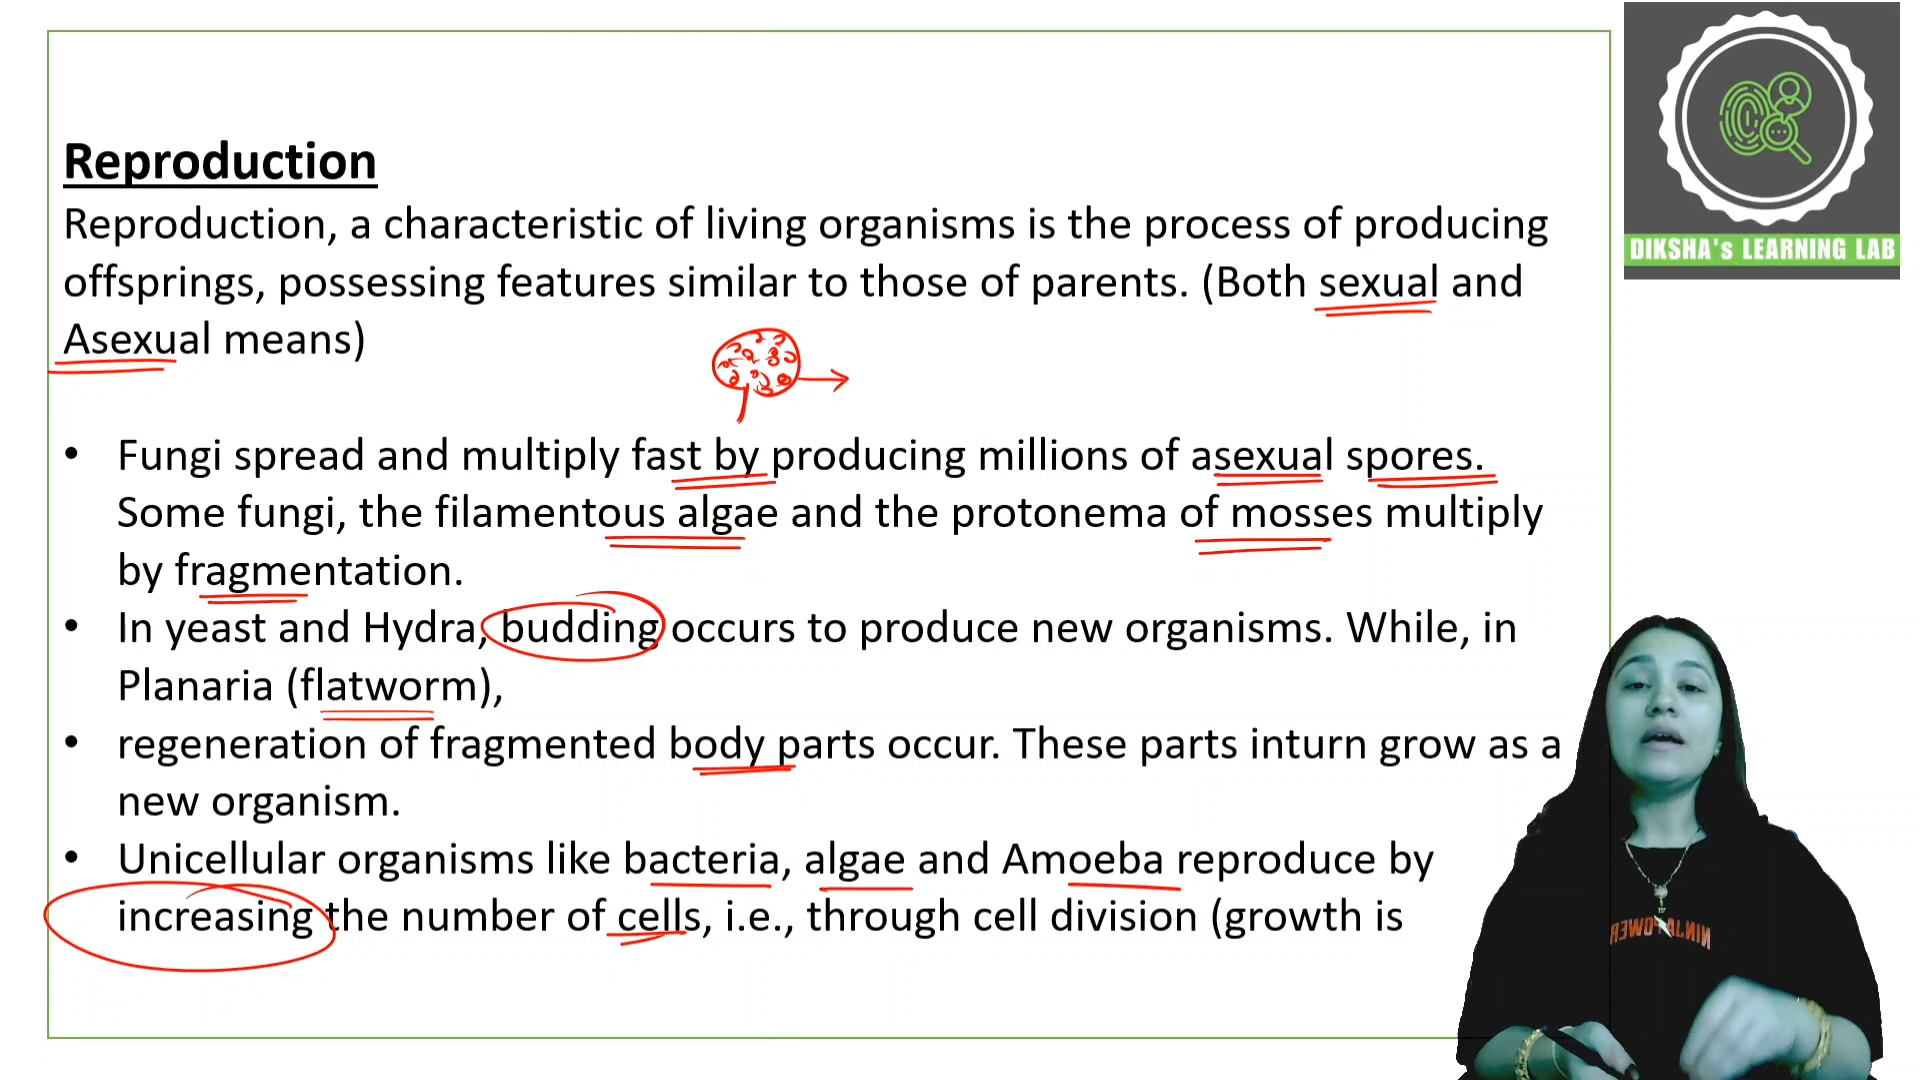 DIKSHA's LEARNING LAB
Reproduction
Reproduction, a characteristic of living organisms is the process of producing
offsprings, possessing features similar to those of parents. (Both sexual and
Asexual means)
• Fungi spread and multiply fast by producing millions of asexual spores.
Some fungi, the filamentous algae and the protonema of mosses multiply
by fragmentation.
• In yeast and Hydra, budding occurs to produce new organisms. While, in
Planaria (flatworm),
• regeneration of fragmented body parts occur. These parts inturn grow as a
new organism.
• Unicellular organisms like bacteria, algae and Amoeba reproduce by
increasing the number of cells, i.e., through cell division (growth is
NINJA POWER